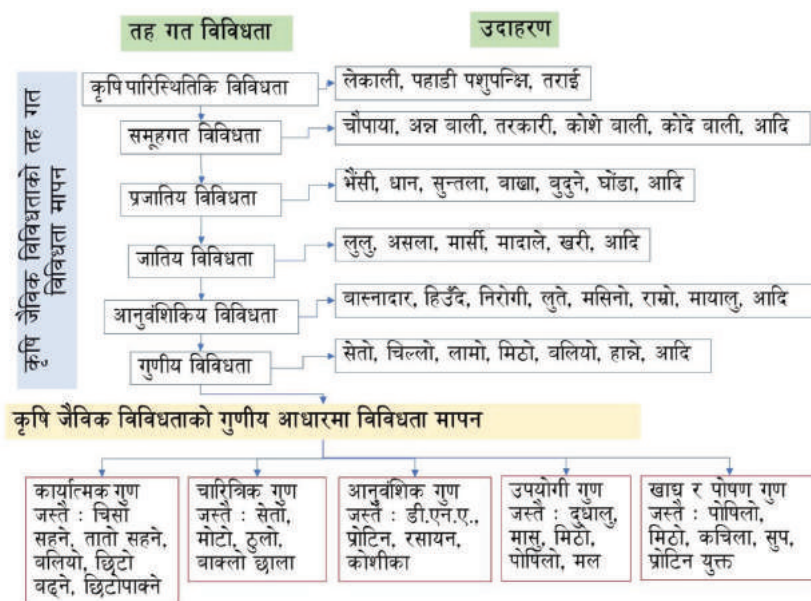 तह गत विविधता
उदाहरण
कृषि जैविक विविधताको तह गत
विविधता मापन
कृषि पारिस्थितिकि विविधता
लेकाली, पहाडी पशुपन्क्षि, तराई
समूहगत विविधता
चौपाया, अन्न बाली, तरकारी, कोशे बाली, कोदे बाली, आदि
प्रजातिय विविधता
भैंसी, धान, सुन्तला, बाख्रा, बुदुने, घोंडा, आदि
जातिय विविधता
लुलु, असला, मार्सी, मादाले, खरी, आदि
आनुवंशिकिय विविधता
बास्नादार, हिउँदे, निरोगी, लुते, मसिनो, राम्रो, मायालु, आदि
गुणीय विविधता
सेतो, चिल्लो, लामो, मिठो, बलियो, हान्ने, आदि
कृषि जैविक विविधताको गुणीय आधारमा विविधता मापन
कार्यात्मक गुण
जस्तै : चिसो
सहने, तातो सहने,
बलियो, छिटो
बढ्ने, छिटोपाक्ने
चारित्रिक गुण
जस्तै : सेतो,
मोटो, ठुलो,
बाक्लो छाला
आनुवंशिक गुण
जस्तै : डी.एन.ए.,
प्रोटिन, रसायन,
कोशीका
उपयोगी गुण
जस्तै : दुधालु,
मासु, मिठो,
पोषिलो, मल
खाद्य र पोषण गुण
जस्तै : पोषिलो,
मिठो, कचिला, सुप,
प्रोटिन युक्त